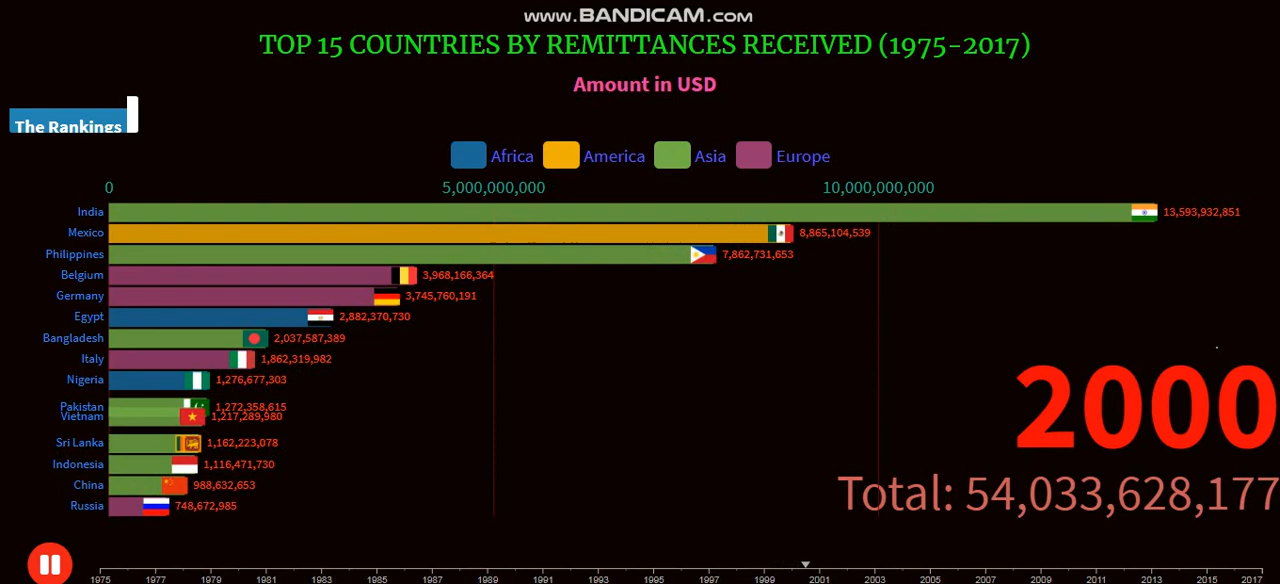 www.BANDICAM.com
TOP 15 COUNTRIES BY REMITTANCES RECEIVED (1975-2017)
Amount in USD
The Rankings
Africa America Asia Europe
0 5,000,000,000 10,000,000,000
India 13,593,932,851
Mexico 8,865,104,539
Philippines 7,862,731,653
Belgium 3,968,166,364
Germany 3,745,760,191
Egypt 2,882,370,730
Bangladesh 2,037,587,389
Italy 1,862,319,982
Nigeria 1,276,677,303
Pakistan 1,272,358,615
Vietnam 1,217,289,980
Sri Lanka 1,162,223,078
Indonesia 1,116,471,730
China 988,632,653
Russia 748,672,985
2000
Total: 54,033,628,177
1975 1977 1979 1981 1983 1985 1987 1989 1991 1993 1995 1997 1999 2001 2003 2005 2007 2009 2011 2013 2015 2017